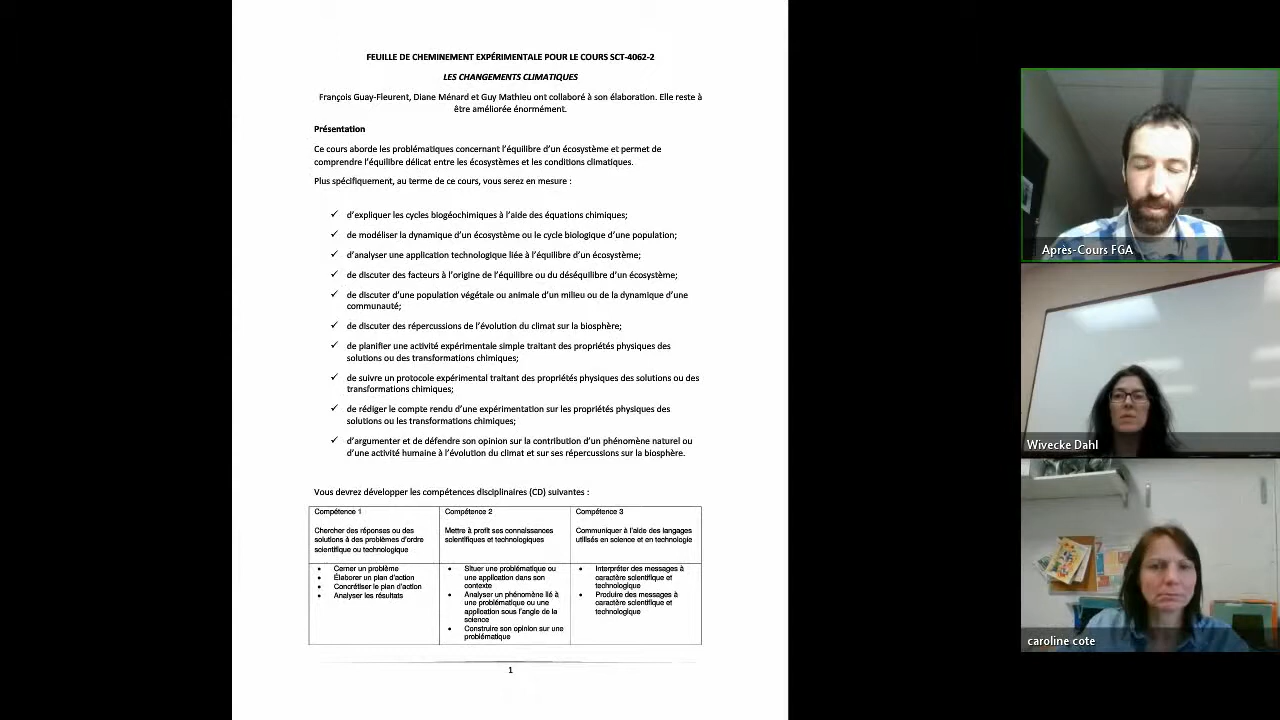 FEUILLE DE CHEMINEMENT EXPÉRIMENTALE POUR LE COURS SCT-4062-2
LES CHANGEMENTS CLIMATIQUES
François Guay-Fleurent, Diane Ménard et Guy Mathieu ont collaboré à son élaboration. Elle reste à
être améliorée énormément.
Présentation
Ce cours aborde les problématiques concernant l'équilibre d'un écosystème et permet de
comprendre l'équilibre délicat entre les écosystèmes et les conditions climatiques.
Plus spécifiquement, au terme de ce cours, vous serez en mesure :
✓ d'expliquer les cycles biogéochimiques à l'aide des équations chimiques;
✓ de modéliser la dynamique d'un écosystème ou le cycle biologique d'une population;
✓ d'analyser une application technologique liée à l'équilibre d'un écosystème;
✓ de discuter des facteurs à l'origine de l'équilibre ou du déséquilibre d'un écosystème;
✓ de discuter d'une population végétale ou animale d'un milieu ou de la dynamique d'une
communauté;
✓ de discuter des répercussions de l'évolution du climat sur la biosphère;
✓ de planifier une activité expérimentale simple traitant des propriétés physiques des
solutions ou des transformations chimiques;
✓ de suivre un protocole expérimental traitant des propriétés physiques des solutions ou des
transformations chimiques;
✓ de rédiger le compte rendu d'une expérimentation sur les propriétés physiques des
solutions ou les transformations chimiques;
✓ d'argumenter et de défendre son opinion sur la contribution d'un phénomène naturel ou
d'une activité humaine à l'évolution du climat et sur ses répercussions sur la biosphère.
Vous devrez développer les compétences disciplinaires (CD) suivantes :
Compétence 1
Chercher des réponses ou des
solutions à des problèmes d'ordre
scientifique ou technologique
• Cerner un problème
• Élaborer un plan d'action
• Concrétiser le plan d'action
• Analyser les résultats
Compétence 2
Mettre à profit ses connaissances
scientifiques et technologiques
• Situer une problématique ou
une application dans son
contexte
• Analyser un phénomène lié à
une problématique ou une
application sous l'angle de la
science
• Construire son opinion sur une
problématique
Compétence 3
Communiquer à l'aide des langages
utilisés en science et en technologie
• Interpréter des messages à
caractère scientifique et
technologique
• Produire des messages à
caractère scientifique et
technologique
1
Après-Cours FGA
Wivecke Dahl
caroline cote